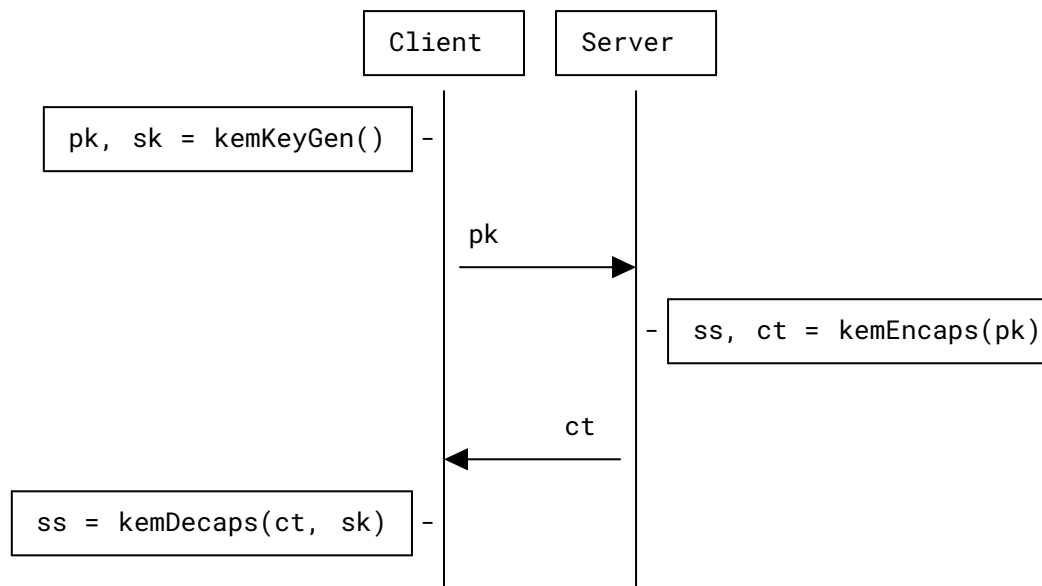 Client
Server
pk, sk = kemKeyGen()
pk
ss, ct = kemEncaps(pk)
ct
ss = kemDecaps(ct, sk)